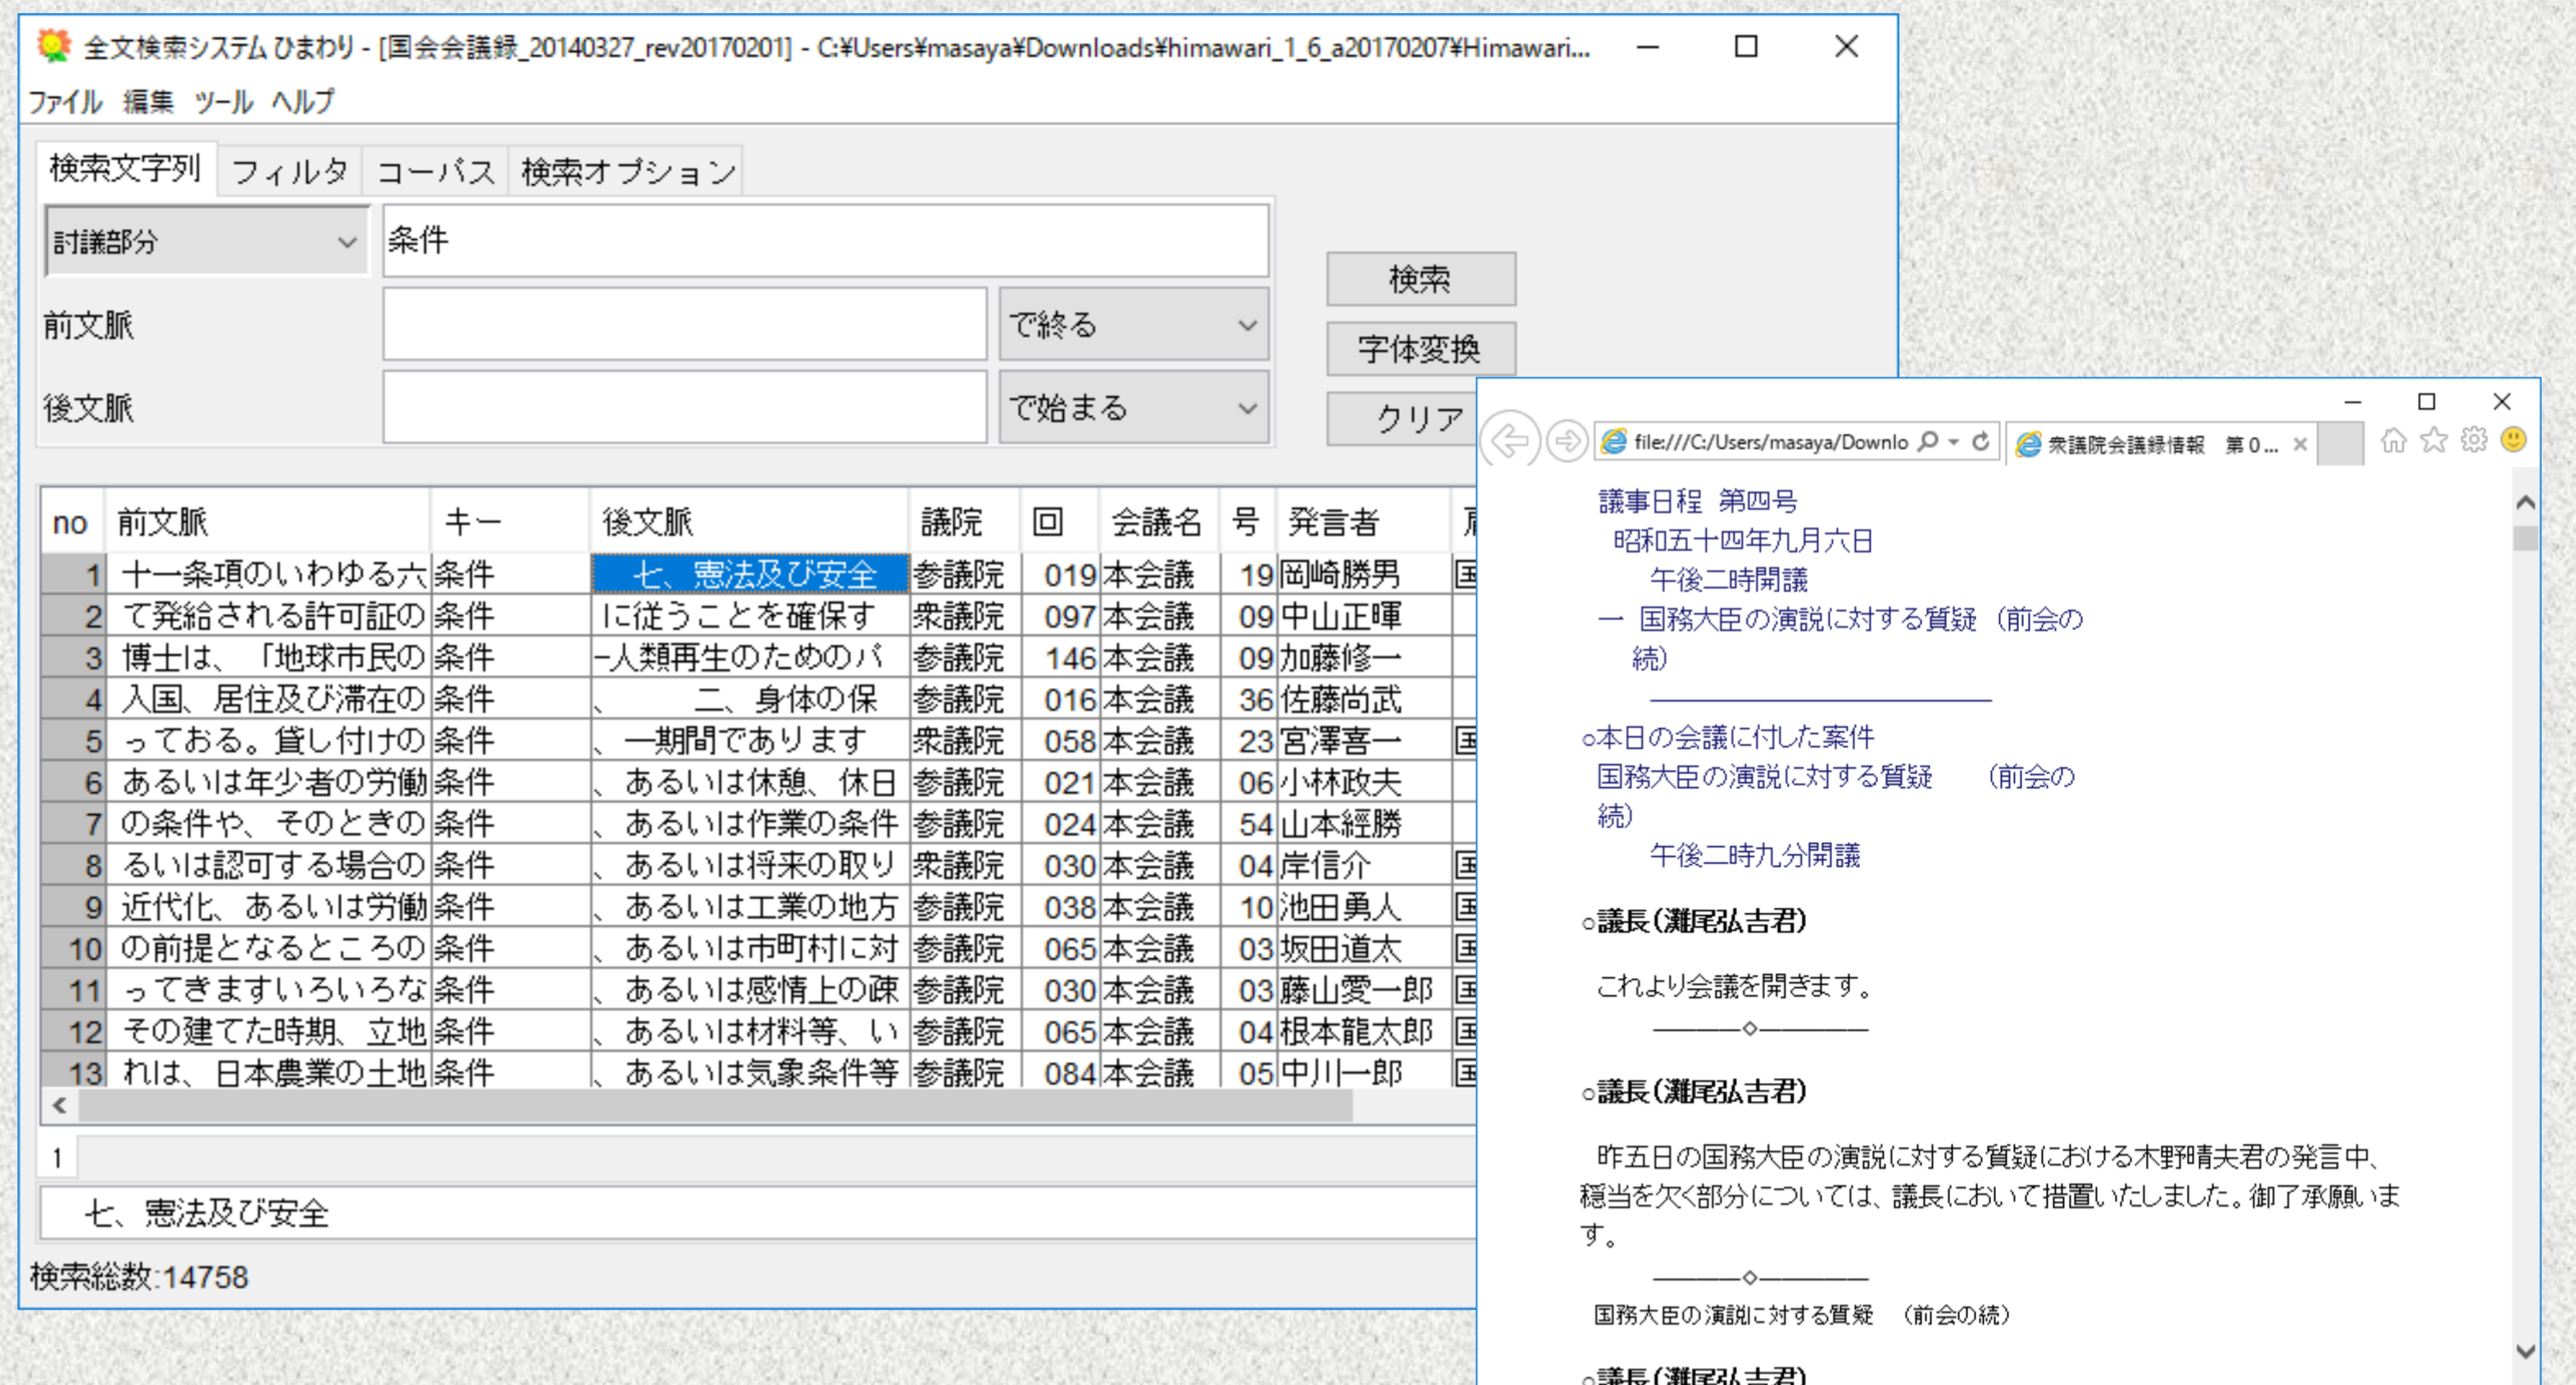 全文検索システム ひまわり - [国会会議録_20140327_rev20170201] - C:¥Users¥masaya¥Downloads¥himawari_1_6_a20170207¥Himawari...
ファイル 編集 ツール ヘルプ
検索文字列 フィルタ コーパス 検索オプション
討議部分 条件
検索
前文脈 で終る
字体変換
後文脈 で始まる
クリア
no 前文脈 キー 後文脈 議院 回 会議名 号 発言者
1 十一条項のいわゆる六 条件 七、憲法及び安全 参議院 019 本会議 19 岡崎勝男
2 て発給される許可証の 条件 に従うことを確保す 衆議院 097 本会議 09 中山正暉
3 博士は、「地球市民の 条件 −人類再生のためのパ 参議院 146 本会議 09 加藤修一
4 入国、居住及び滞在の 条件 、 二、身体の保 参議院 016 本会議 36 佐藤尚武
5 っておる。貸し付けの 条件 、一期間であります 衆議院 058 本会議 23 宮澤喜一
6 あるいは年少者の労働 条件 、あるいは休憩、休日 参議院 021 本会議 06 小林政夫
7 の条件や、そのときの 条件 、あるいは作業の条件 参議院 024 本会議 54 山本經勝
8 るいは認可する場合の 条件 、あるいは将来の取り 衆議院 030 本会議 04 岸信介
9 近代化、あるいは労働 条件 、あるいは工業の地方 参議院 038 本会議 10 池田勇人
10 の前提となるところの 条件 、あるいは市町村に対 参議院 065 本会議 03 坂田道太
11 ってきますいろいろな 条件 、あるいは感情上の疎 参議院 030 本会議 03 藤山愛一郎
12 その建てた時期、立地 条件 、あるいは材料等、い 参議院 065 本会議 04 根本龍太郎
13 れは、日本農業の土地 条件 、あるいは気象条件等 参議院 084 本会議 05 中川一郎
1
七、憲法及び安全
検索総数:14758
file:///C:/Users/masaya/Downlo 衆議院会議録情報 第０...
議事日程 第四号
昭和五十四年九月六日
午後二時開議
一 国務大臣の演説に対する質疑（前会の
続）
○本日の会議に付した案件
国務大臣の演説に対する質疑 （前会の
続）
午後二時九分開議
○議長（灘尾弘吉君）
これより会議を開きます。
————◇—————
○議長（灘尾弘吉君）
昨五日の国務大臣の演説に対する質疑における木野晴夫君の発言中、
穏当を欠く部分については、議長において措置いたしました。御了承願いま
す。
————◇—————
国務大臣の演説に対する質疑 （前会の続）
○議長（灘尾弘吉君）